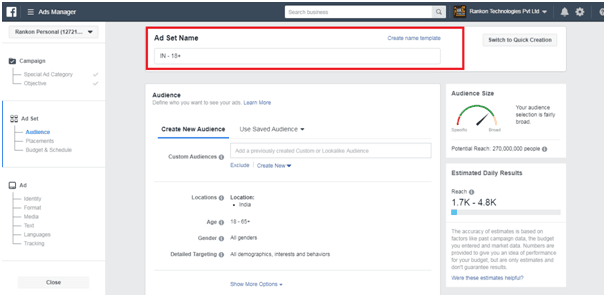 Ads Manager
Search business
Rankon Technologies Pvt Ltd
Rankon Personal (12721...
Campaign
Special Ad Category
Objective
Ad Set
Audience
Placements
Budget & Schedule
Ad
Identity
Format
Media
Text
Languages
Tracking
Close
Ad Set Name
Create name template
IN - 18+
Switch to Quick Creation
Audience
Define who you want to see your ads. Learn More
Create New Audience
Use Saved Audience
Custom Audiences
Add a previously created Custom or Lookalike Audience
Exclude
Create New
Locations
Location:
India
Age
18 - 65+
Gender
All genders
Detailed Targeting
All demographics, interests and behaviors
Show More Options
Audience Size
Specific
Broad
Your audience
selection is fairly
broad.
Potential Reach: 270,000,000 people
Estimated Daily Results
Reach
1.7K - 4.8K
The accuracy of estimates is based on
factors like past campaign data, the budget
you entered and market data. Numbers are
provided to give you an idea of performance
for your budget, but are only estimates and
don't guarantee results.
Were these estimates helpful?